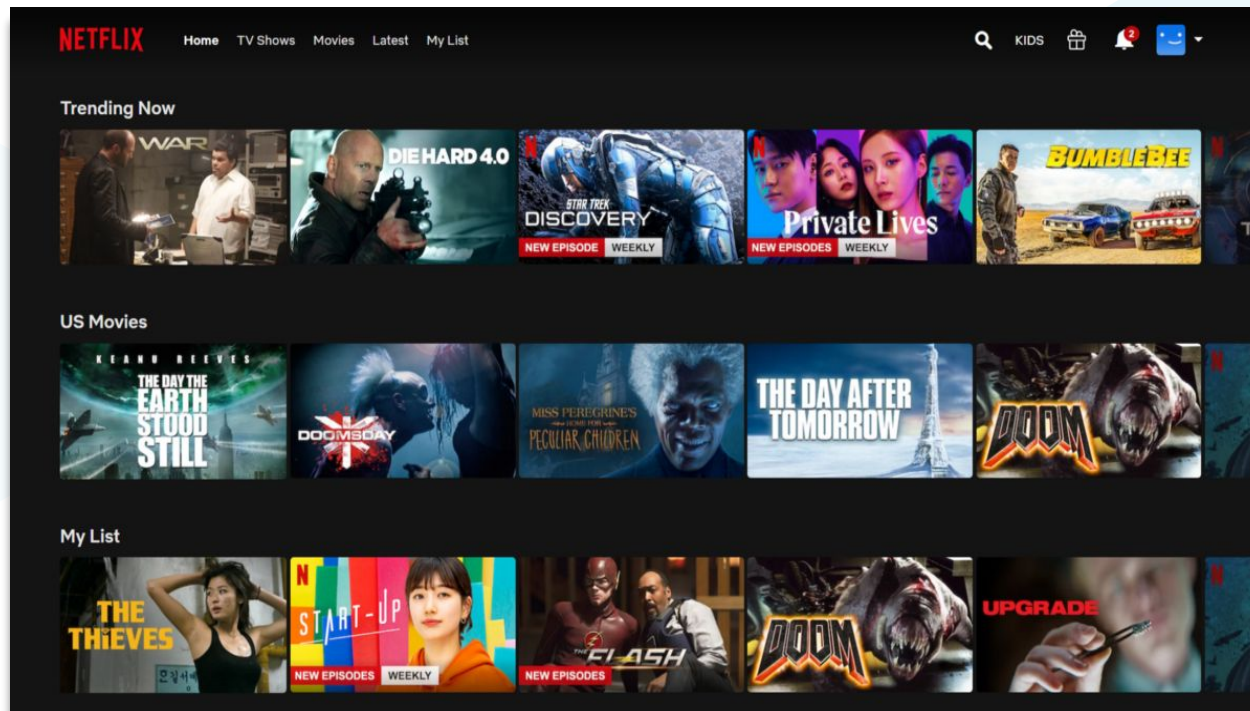 NETFLIX Home TV Shows Movies Latest My List KIDS 2
Trending Now
WAR
DIE HARD 4.0
N
STAR TREK
DISCOVERY
NEW EPISODE WEEKLY
N
Private Lives
NEW EPISODES WEEKLY
BUMBLEBEE
N
T
US Movies
KEANU REEVES
THE DAY THE
EARTH
STOOD
STILL
DOOMSDAY
MISS PEREGRINE'S
HOME FOR
PECULIAR CHILDREN
THE DAY AFTER
TOMORROW
DOOM
N
My List
THE
THIEVES
N
START-UP
NEW EPISODES WEEKLY
THE FLASH
NEW EPISODES
DOOM
UPGRADE
N